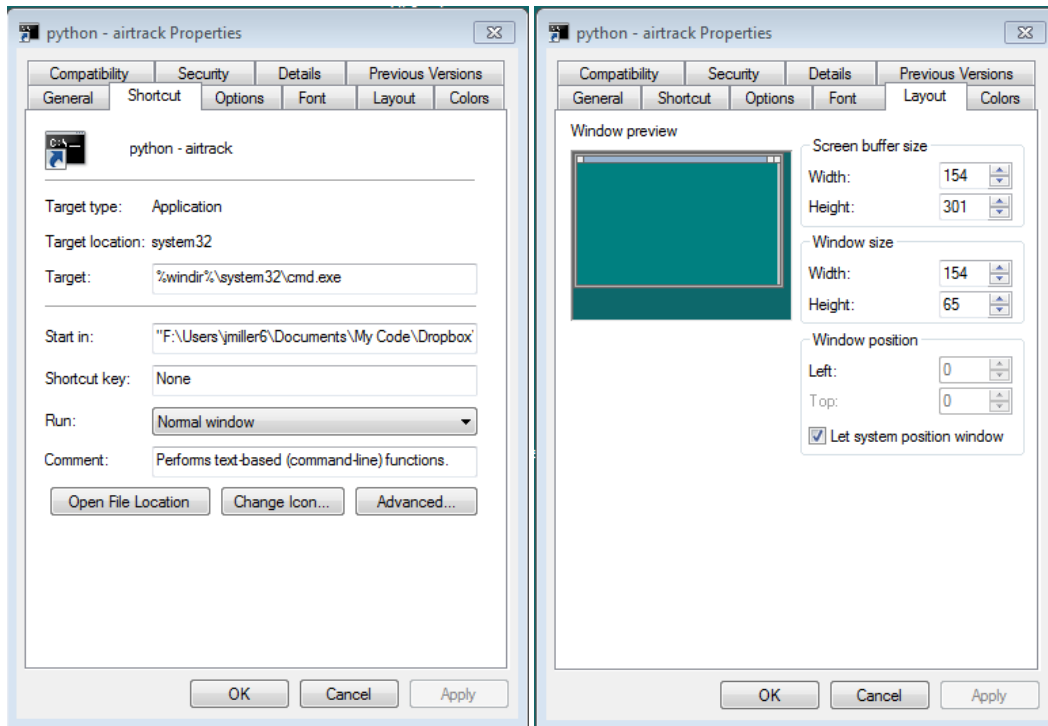 python - airtrack Properties
Compatibility Security Details Previous Versions
General Shortcut Options Font Layout Colors
C:\
python - airtrack
Target type: Application
Target location: system32
Target: %windir%\system32\cmd.exe
Start in: "F:\Users\jmiller6\Documents\My Code\Dropbox\
Shortcut key: None
Run: Normal window
Comment: Performs text-based (command-line) functions.
Open File Location Change Icon... Advanced...
OK Cancel Apply
python - airtrack Properties
Compatibility Security Details Previous Versions
General Shortcut Options Font Layout Colors
Window preview
Screen buffer size
Width: 154
Height: 301
Window size
Width: 154
Height: 65
Window position
Left: 0
Top: 0
Let system position window
OK Cancel Apply